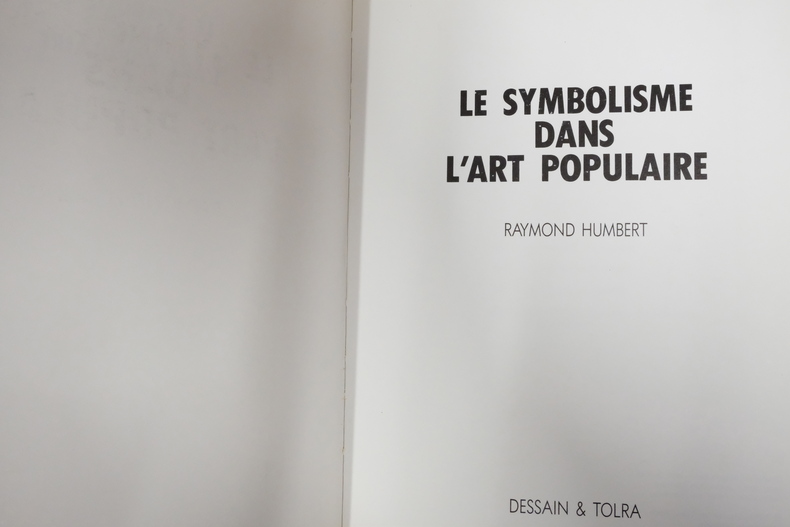 LE SYMBOLISME
DANS
L'ART POPULAIRE
RAYMOND HUMBERT
DESSAIN & TOLRA